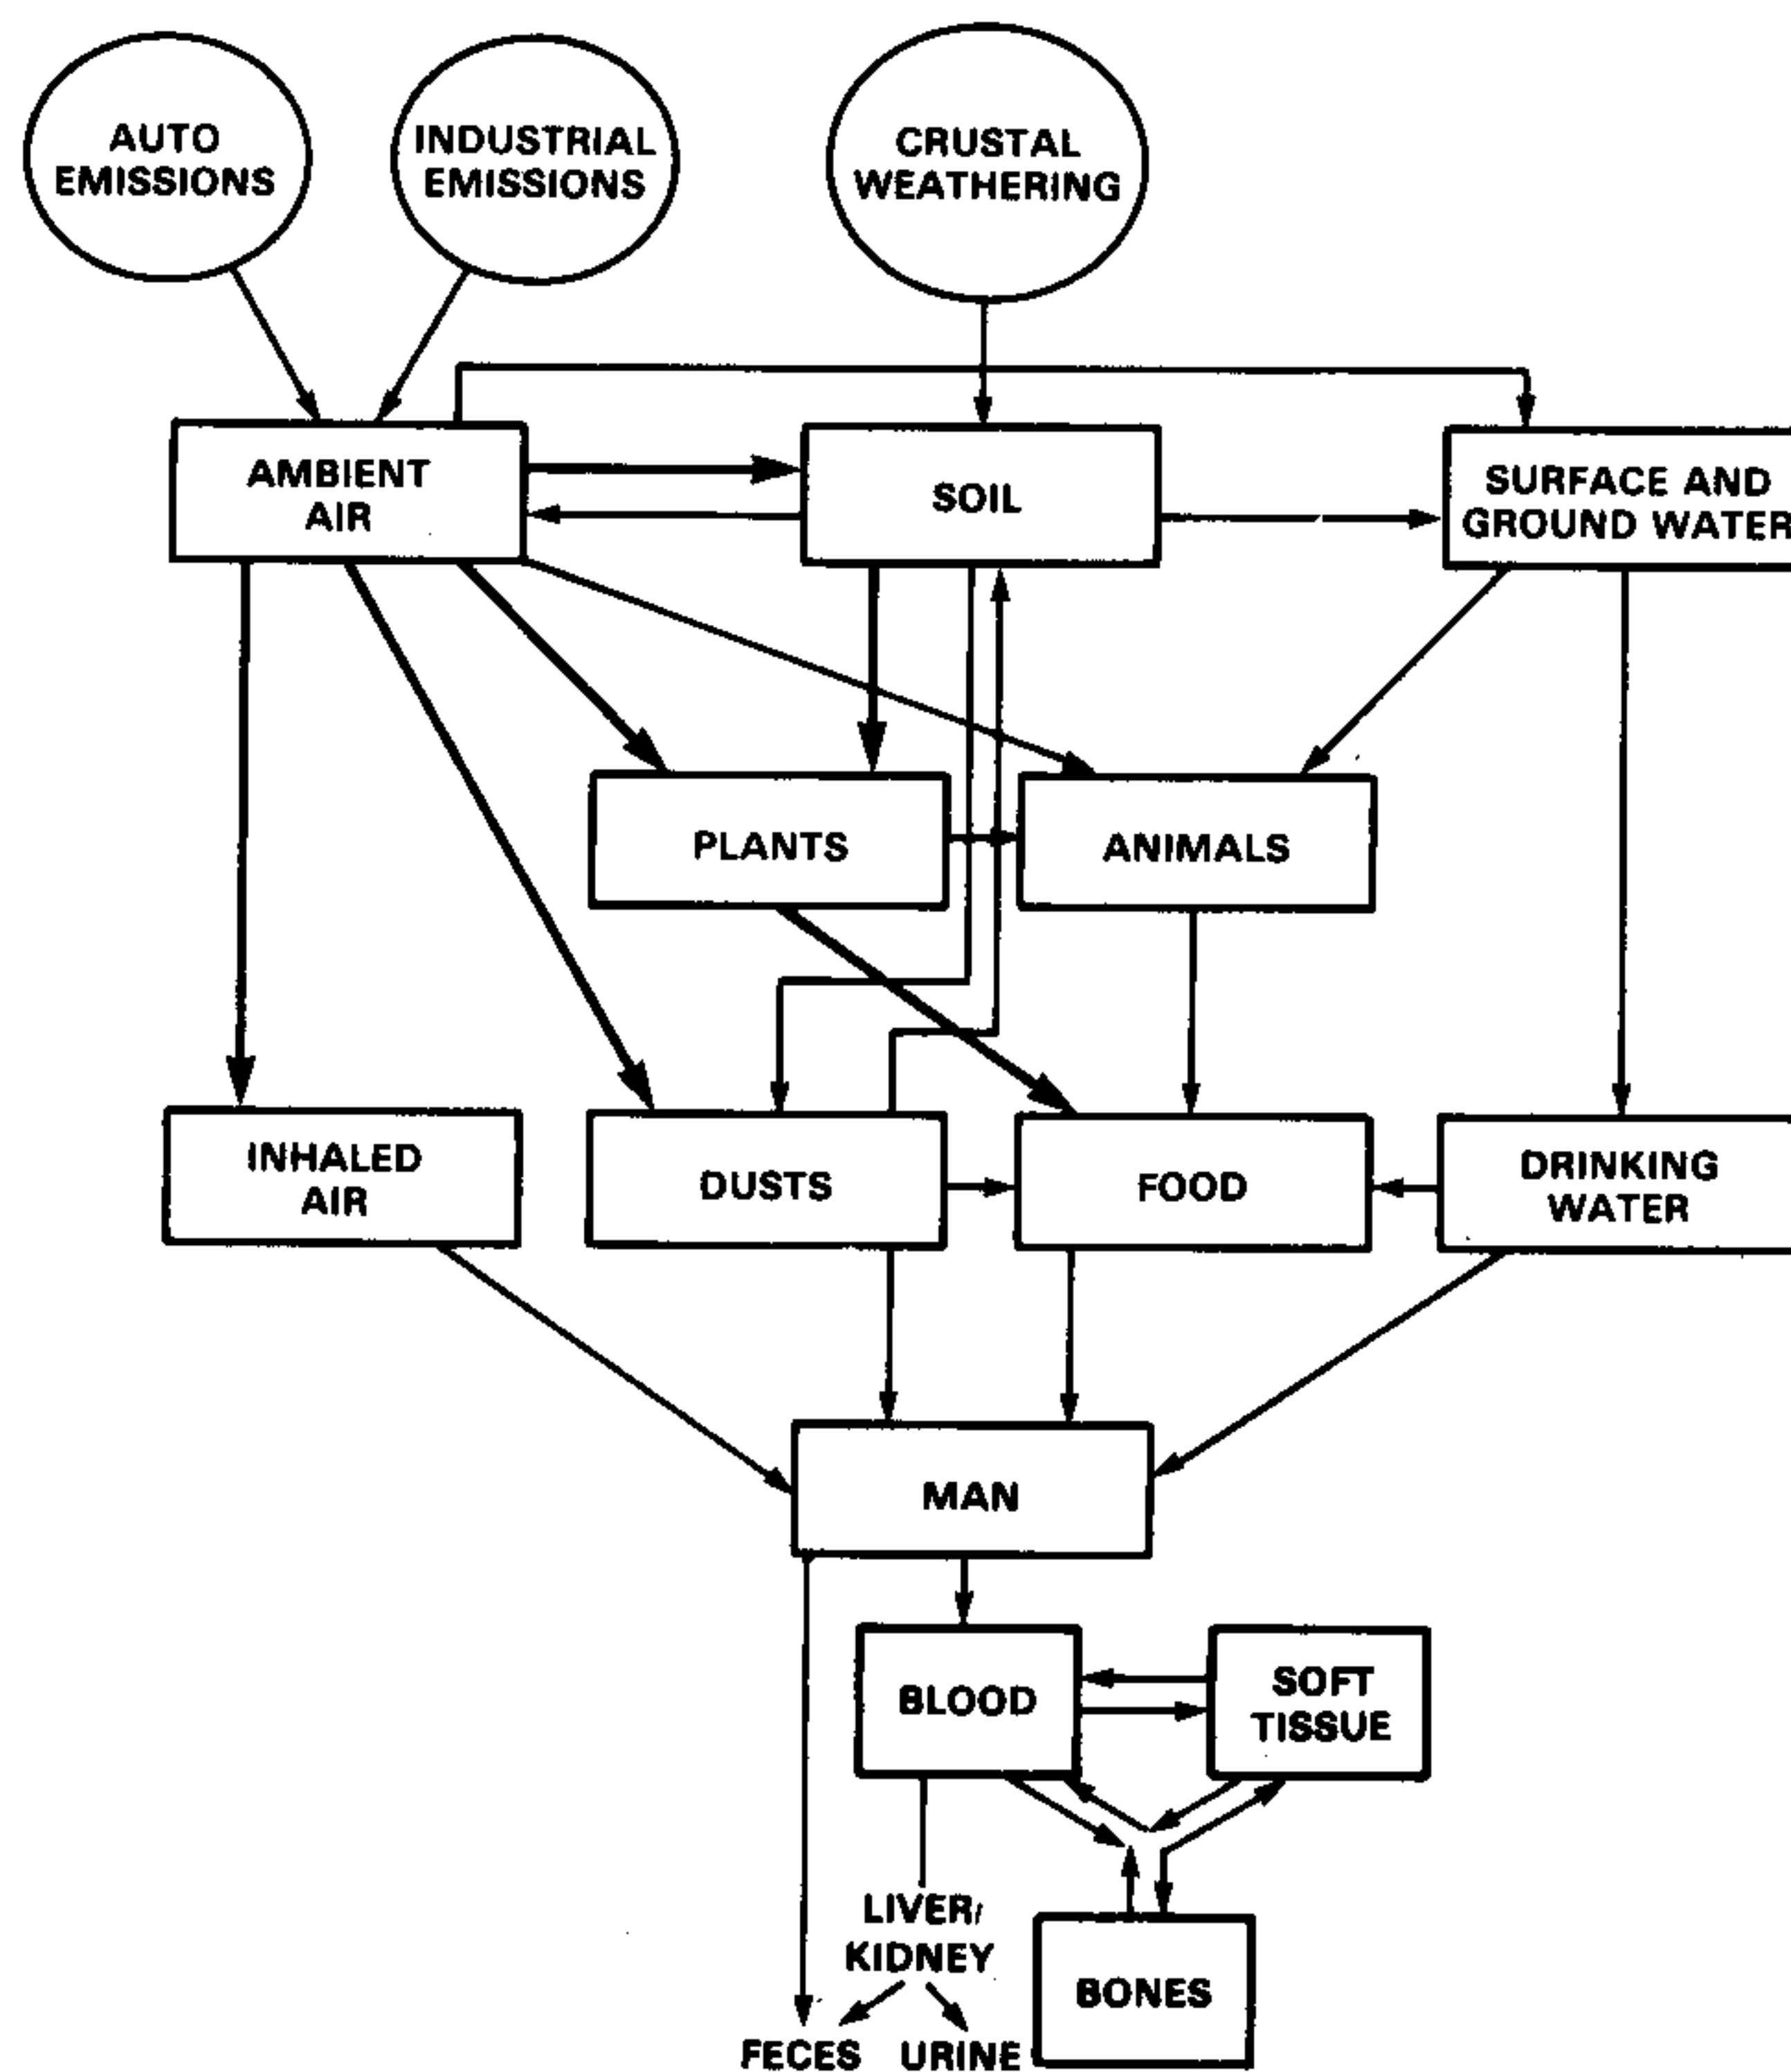 AUTO
EMISSIONS
INDUSTRIAL
EMISSIONS
CRUSTAL
WEATHERING
AMBIENT
AIR
SOIL
SURFACE AND
GROUND WATER
PLANTS
ANIMALS
INHALED
AIR
DUSTS
FOOD
DRINKING
WATER
MAN
BLOOD
SOFT
TISSUE
LIVER/
KIDNEY
BONES
FECES
URINE